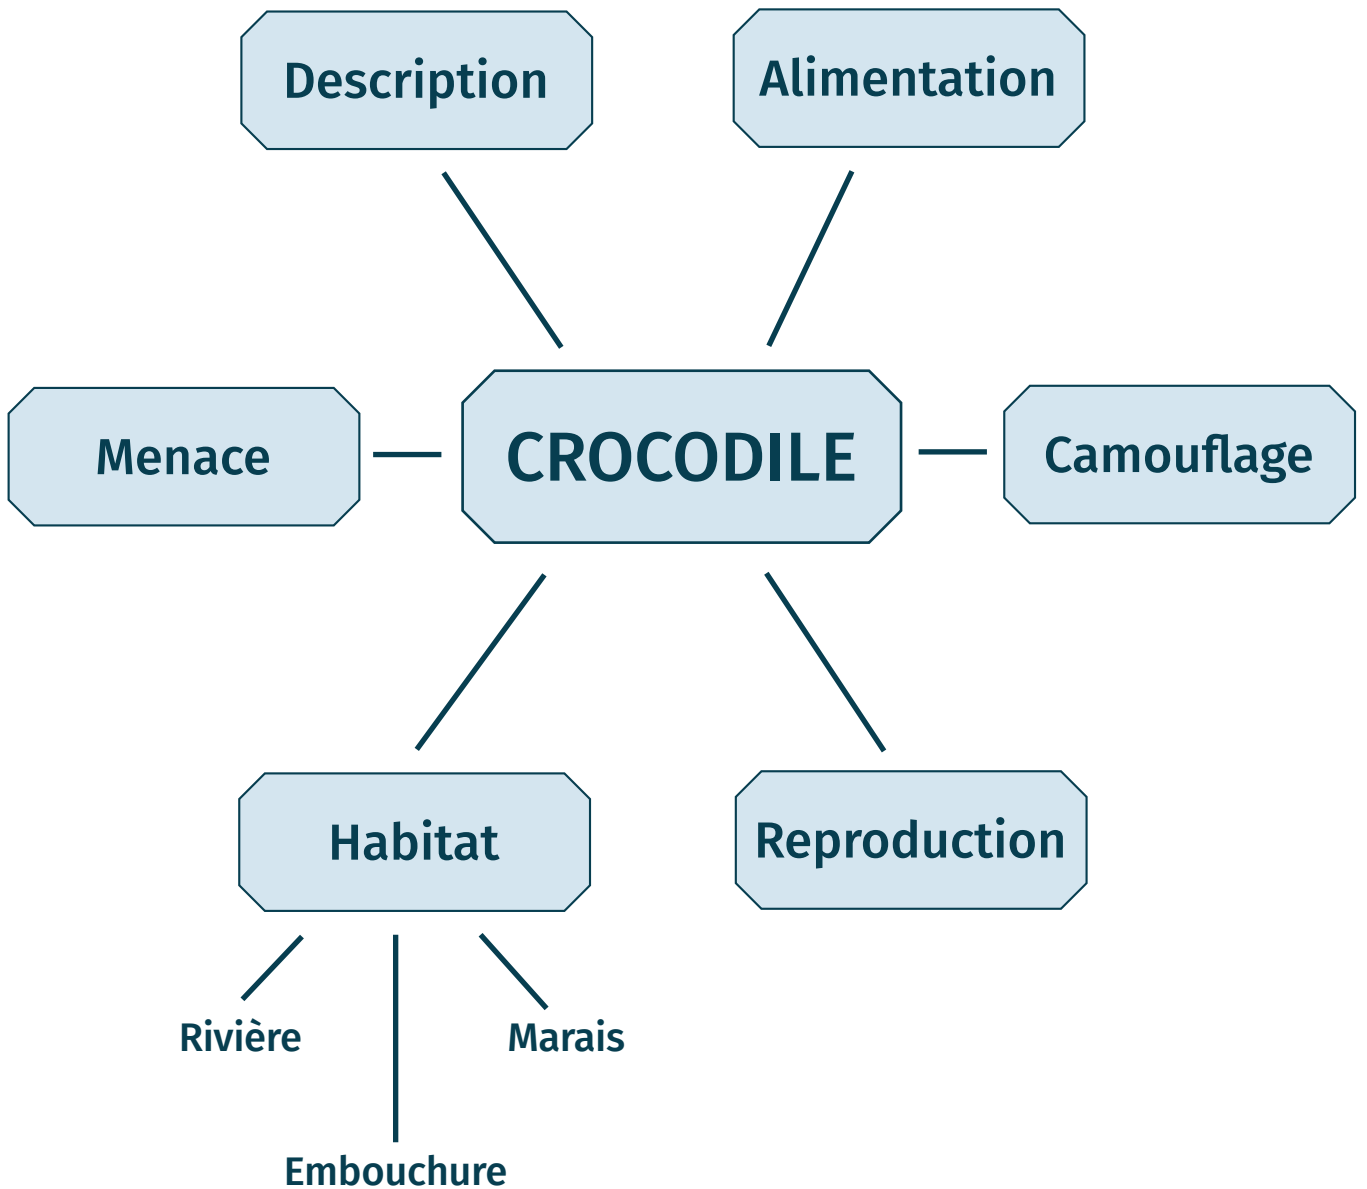 Description
Alimentation
Menace
CROCODILE
Camouflage
Habitat
Reproduction
Rivière
Marais
Embouchure